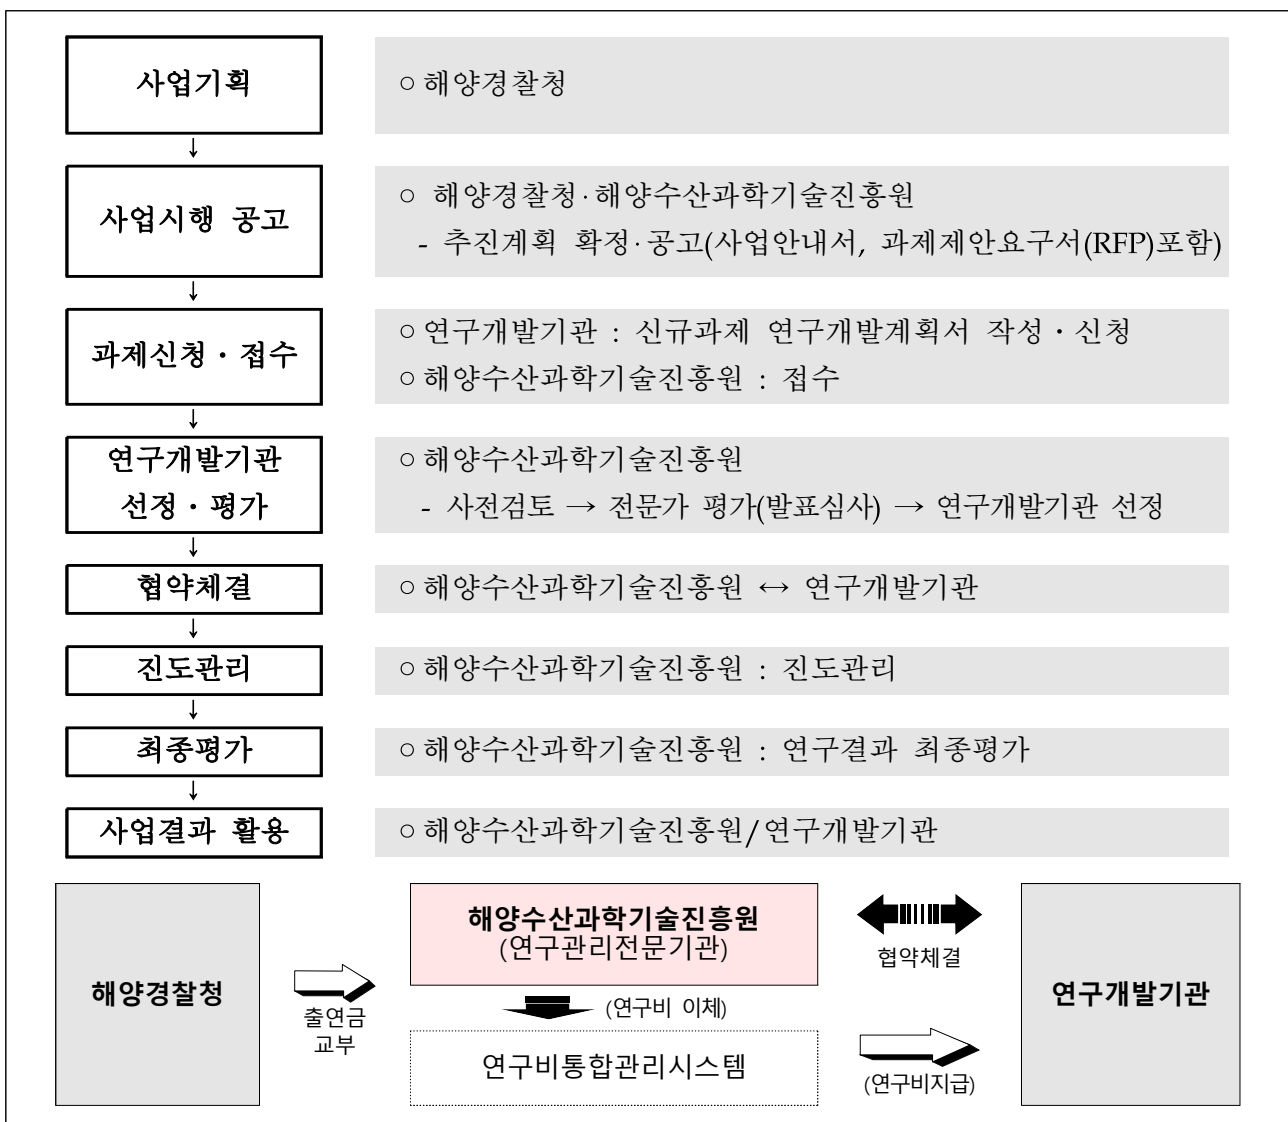 사업기획
○ 해양경찰청
↓
사업시행 공고
○ 해양경찰청·해양수산과학기술진흥원
- 추진계획 확정·공고(사업안내서, 과제제안요구서(RFP)포함)
↓
과제신청·접수
○ 연구개발기관 : 신규과제 연구개발계획서 작성·신청
○ 해양수산과학기술진흥원 : 접수
↓
연구개발기관
선정·평가
○ 해양수산과학기술진흥원
- 사전검토 → 전문가 평가(발표심사) → 연구개발기관 선정
↓
협약체결
○ 해양수산과학기술진흥원 ↔ 연구개발기관
↓
진도관리
○ 해양수산과학기술진흥원 : 진도관리
↓
최종평가
○ 해양수산과학기술진흥원 : 연구결과 최종평가
↓
사업결과 활용
○ 해양수산과학기술진흥원/연구개발기관
해양경찰청
출연금
교부
해양수산과학기술진흥원
(연구관리전문기관)
(연구비 이체)
연구비통합관리시스템
협약체결
(연구비지급)
연구개발기관